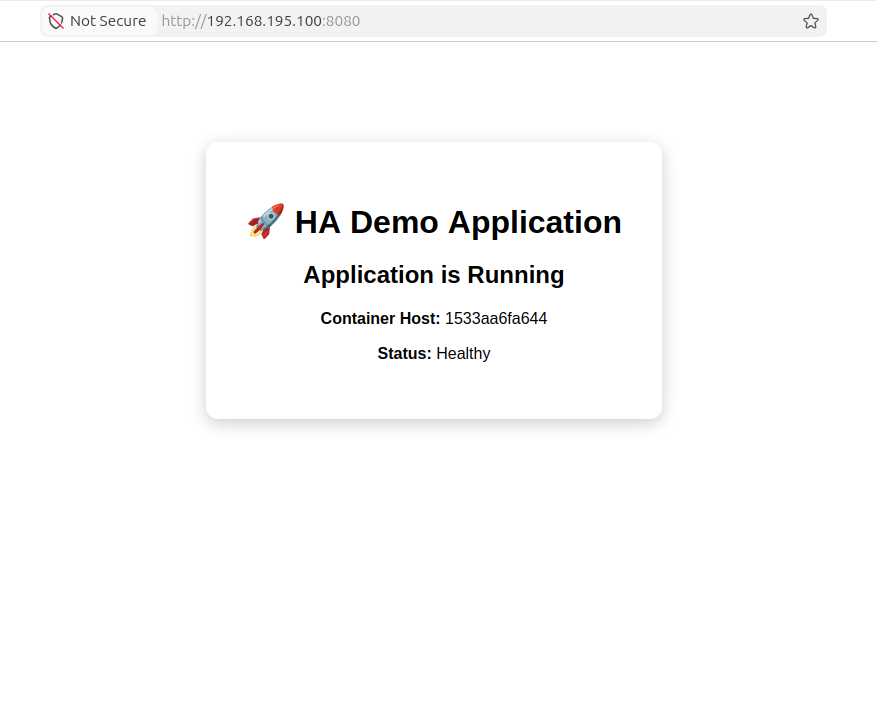 Not Secure http://192.168.195.100:8080
🚀 HA Demo Application
Application is Running
Container Host: 1533aa6fa644
Status: Healthy